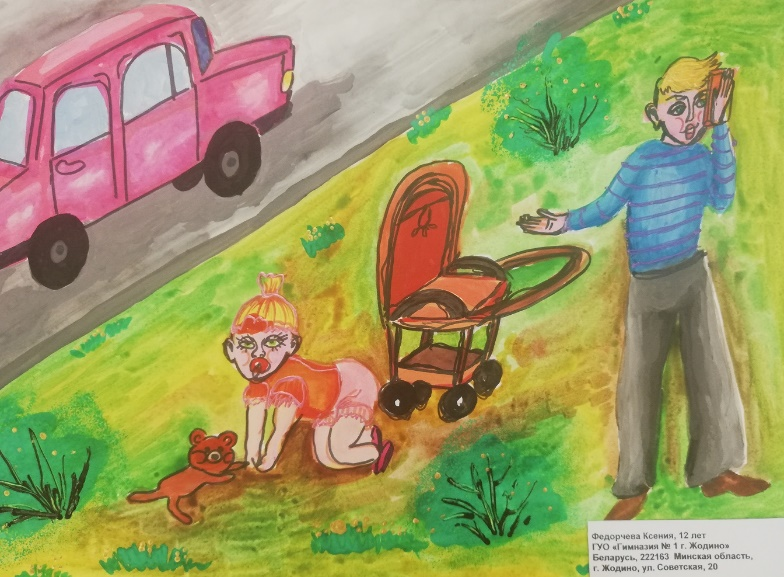 Федорчева Ксения, 12 лет
ГУО «Гимназия № 1 г. Жодино»
Беларусь, 222163 Минская область,
г. Жодино, ул. Советская, 20